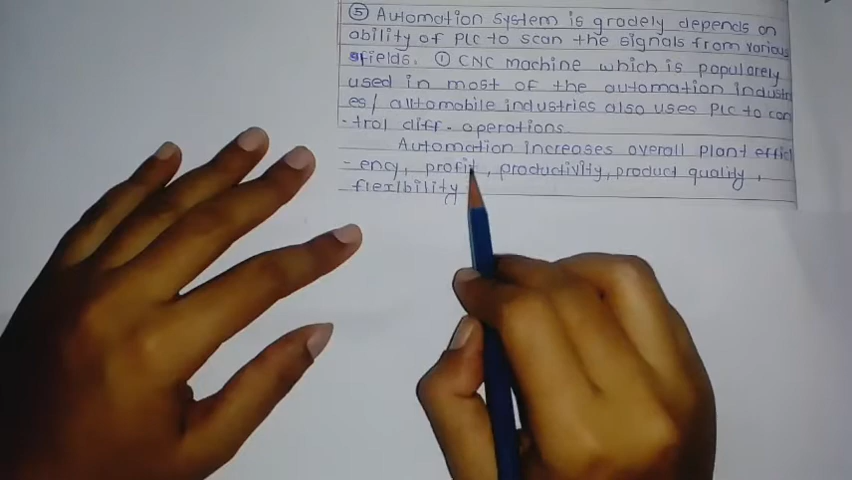 ⑤ Automation system is gradely depends on
ability of PLC to scan the signals from various
fields. ① CNC machine which is popularely
used in most of the automation industri
es/ alltomobile industries also uses PLC to con
-trol diff- operations.
Automation increases overall plant effici
-ency, profit, productivity, product quality,
flexibility